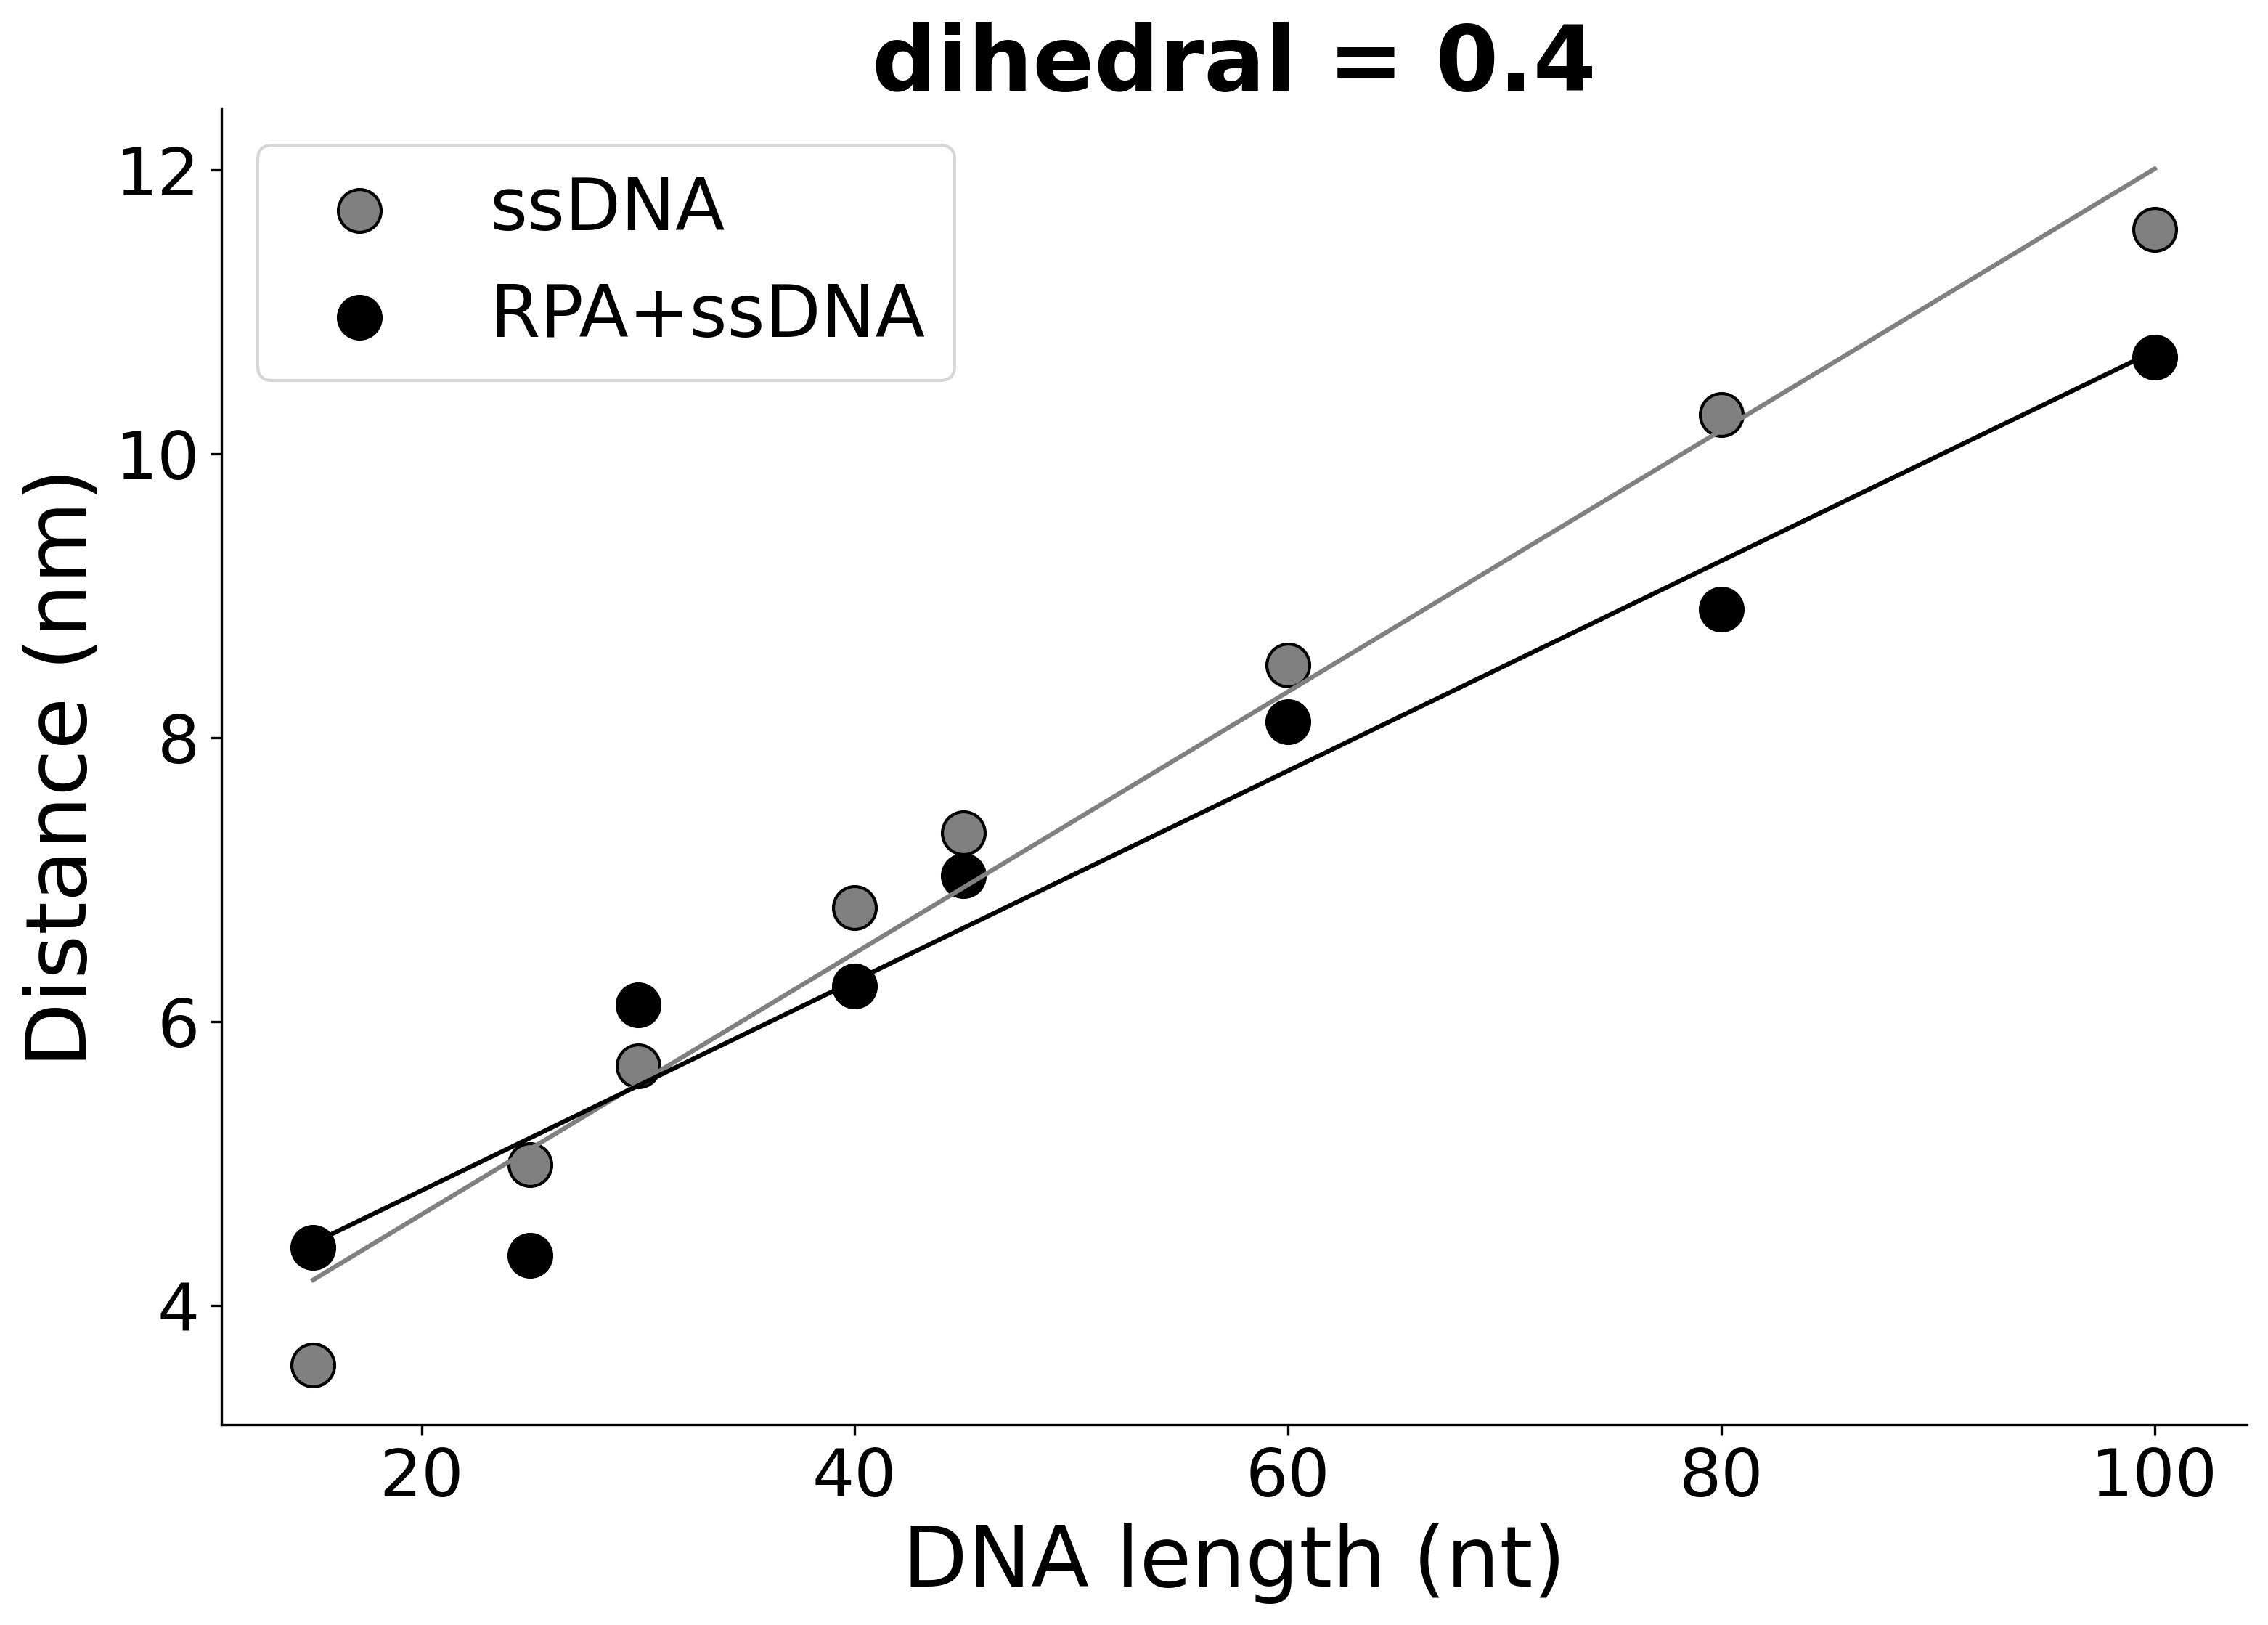 dihedral = 0.4
12
10
8
6
4
Distance (nm)
ssDNA
RPA+ssDNA
20 40 60 80 100
DNA length (nt)